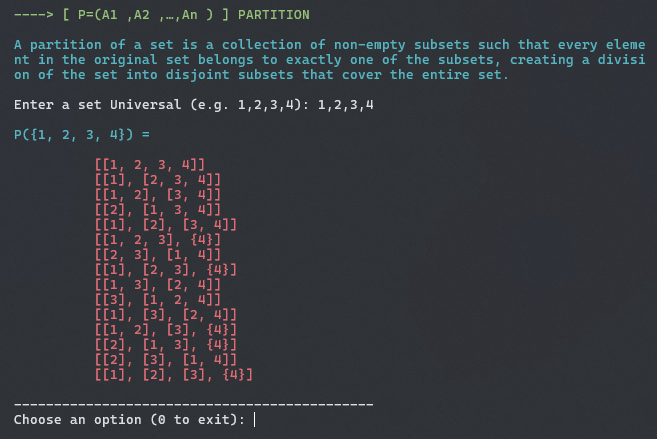 ----> [ P=(A1 ,A2 ,…,An ) ] PARTITION
A partition of a set is a collection of non-empty subsets such that every eleme
nt in the original set belongs to exactly one of the subsets, creating a divisi
on of the set into disjoint subsets that cover the entire set.
Enter a set Universal (e.g. 1,2,3,4): 1,2,3,4
P({1, 2, 3, 4}) =
[[1, 2, 3, 4]]
[[1], [2, 3, 4]]
[[1, 2], [3, 4]]
[[2], [1, 3, 4]]
[[1], [2], [3, 4]]
[[1, 2, 3], {4}]
[[2, 3], [1, 4]]
[[1], [2, 3], {4}]
[[1, 3], [2, 4]]
[[3], [1, 2, 4]]
[[1], [3], [2, 4]]
[[1, 2], [3], {4}]
[[2], [1, 3], {4}]
[[2], [3], [1, 4]]
[[1], [2], [3], {4}]
---------------------------------------------
Choose an option (0 to exit):